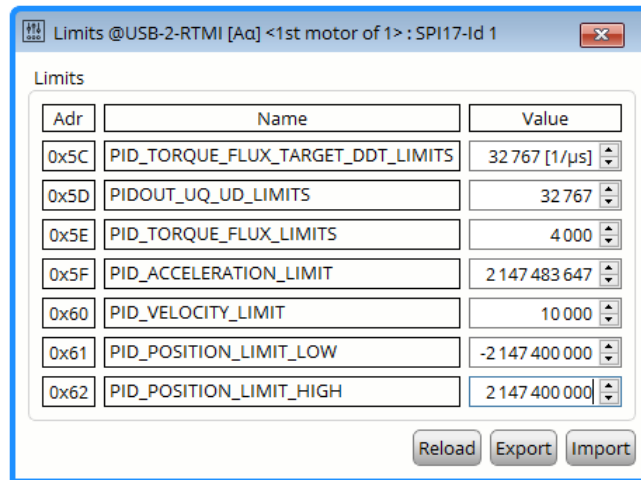 Limits @USB-2-RTMI [Aα] <1st motor of 1> : SPI17-Id 1
Limits
Adr Name Value
0x5C PID_TORQUE_FLUX_TARGET_DDT_LIMITS 32 767 [1/µs]
0x5D PIDOUT_UQ_UD_LIMITS 32 767
0x5E PID_TORQUE_FLUX_LIMITS 4 000
0x5F PID_ACCELERATION_LIMIT 2 147 483 647
0x60 PID_VELOCITY_LIMIT 10 000
0x61 PID_POSITION_LIMIT_LOW -2 147 400 000
0x62 PID_POSITION_LIMIT_HIGH 2 147 400 000
Reload Export Import